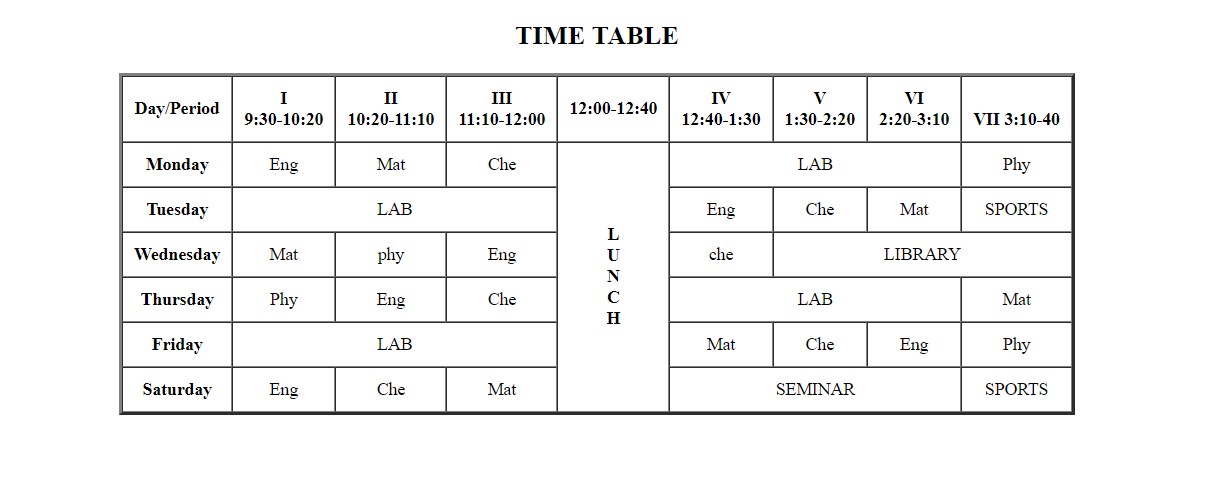 TIME TABLE
Day/Period I 9:30-10:20 II 10:20-11:10 III 11:10-12:00 12:00-12:40 IV 12:40-1:30 V 1:30-2:20 VI 2:20-3:10 VII 3:10-40
Monday Eng Mat Che LAB Phy
Tuesday LAB Eng Che Mat SPORTS
Wednesday Mat phy Eng che LIBRARY
Thursday Phy Eng Che LAB Mat
Friday LAB Mat Che Eng Phy
Saturday Eng Che Mat SEMINAR SPORTS
L
U
N
C
H